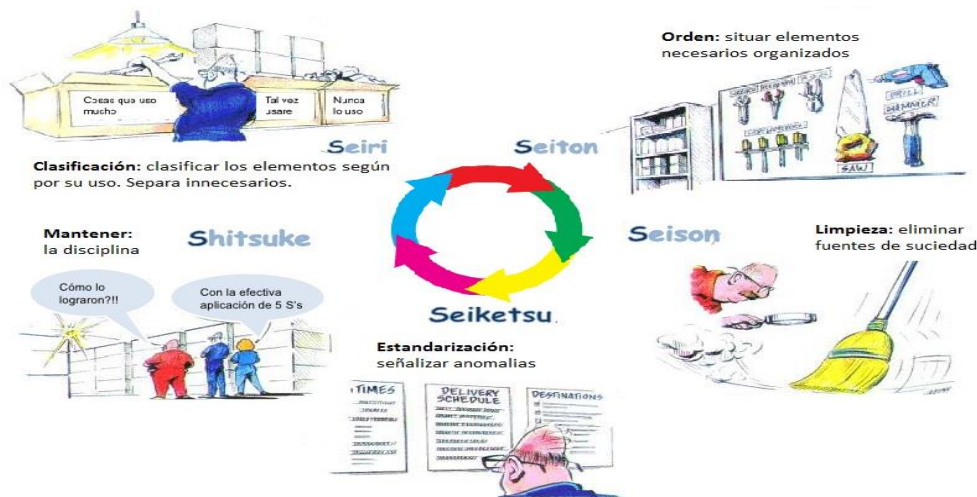 Cosas que uso
mucho
Tal vez
usare
Nunca
lo uso
Seiri
Clasificación: clasificar los elementos según
por su uso. Separa innecesarios.
Orden: situar elementos
necesarios organizados
DRILL
HAMMER
SAW
Seiton
Mantener:
la disciplina
Shitsuke
Cómo lo
lograron?!!
Con la efectiva
aplicación de 5 S's
Seison,
Limpieza: eliminar
fuentes de suciedad
Seiketsu.
Estandarización:
señalizar anomalias
TIMES
DELIVERY
SCHEDULE
DESTINATIONS